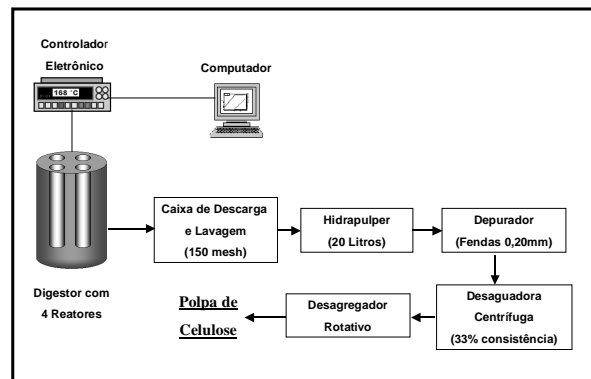 Controlador
Eletrônico
168 °C
Computador
Caixa de Descarga
e Lavagem
(150 mesh)
Hidrapulper
(20 Litros)
Depurador
(Fendas 0,20mm)
Digestor com
4 Reatores
Polpa de
Celulose
Desagregador
Rotativo
Desaguadora
Centrífuga
(33% consistência)